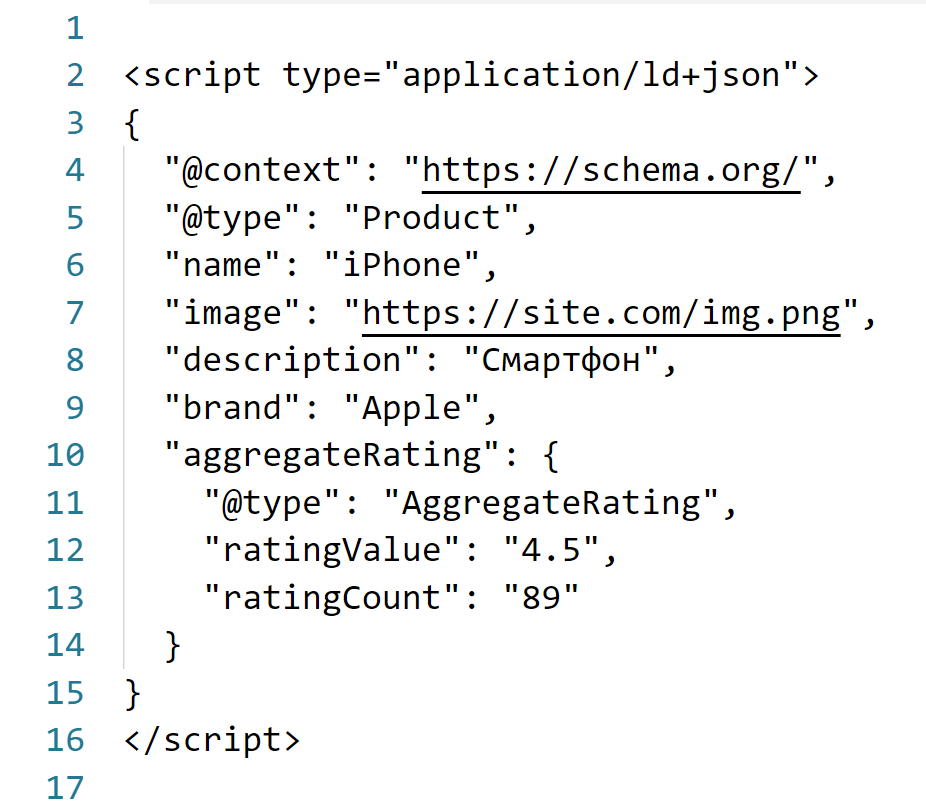 1
2 <script type="application/ld+json">
3 {
4 "@context": "https://schema.org/",
5 "@type": "Product",
6 "name": "iPhone",
7 "image": "https://site.com/img.png",
8 "description": "Смартфон",
9 "brand": "Apple",
10 "aggregateRating": {
11 "@type": "AggregateRating",
12 "ratingValue": "4.5",
13 "ratingCount": "89"
14 }
15 }
16 </script>
17